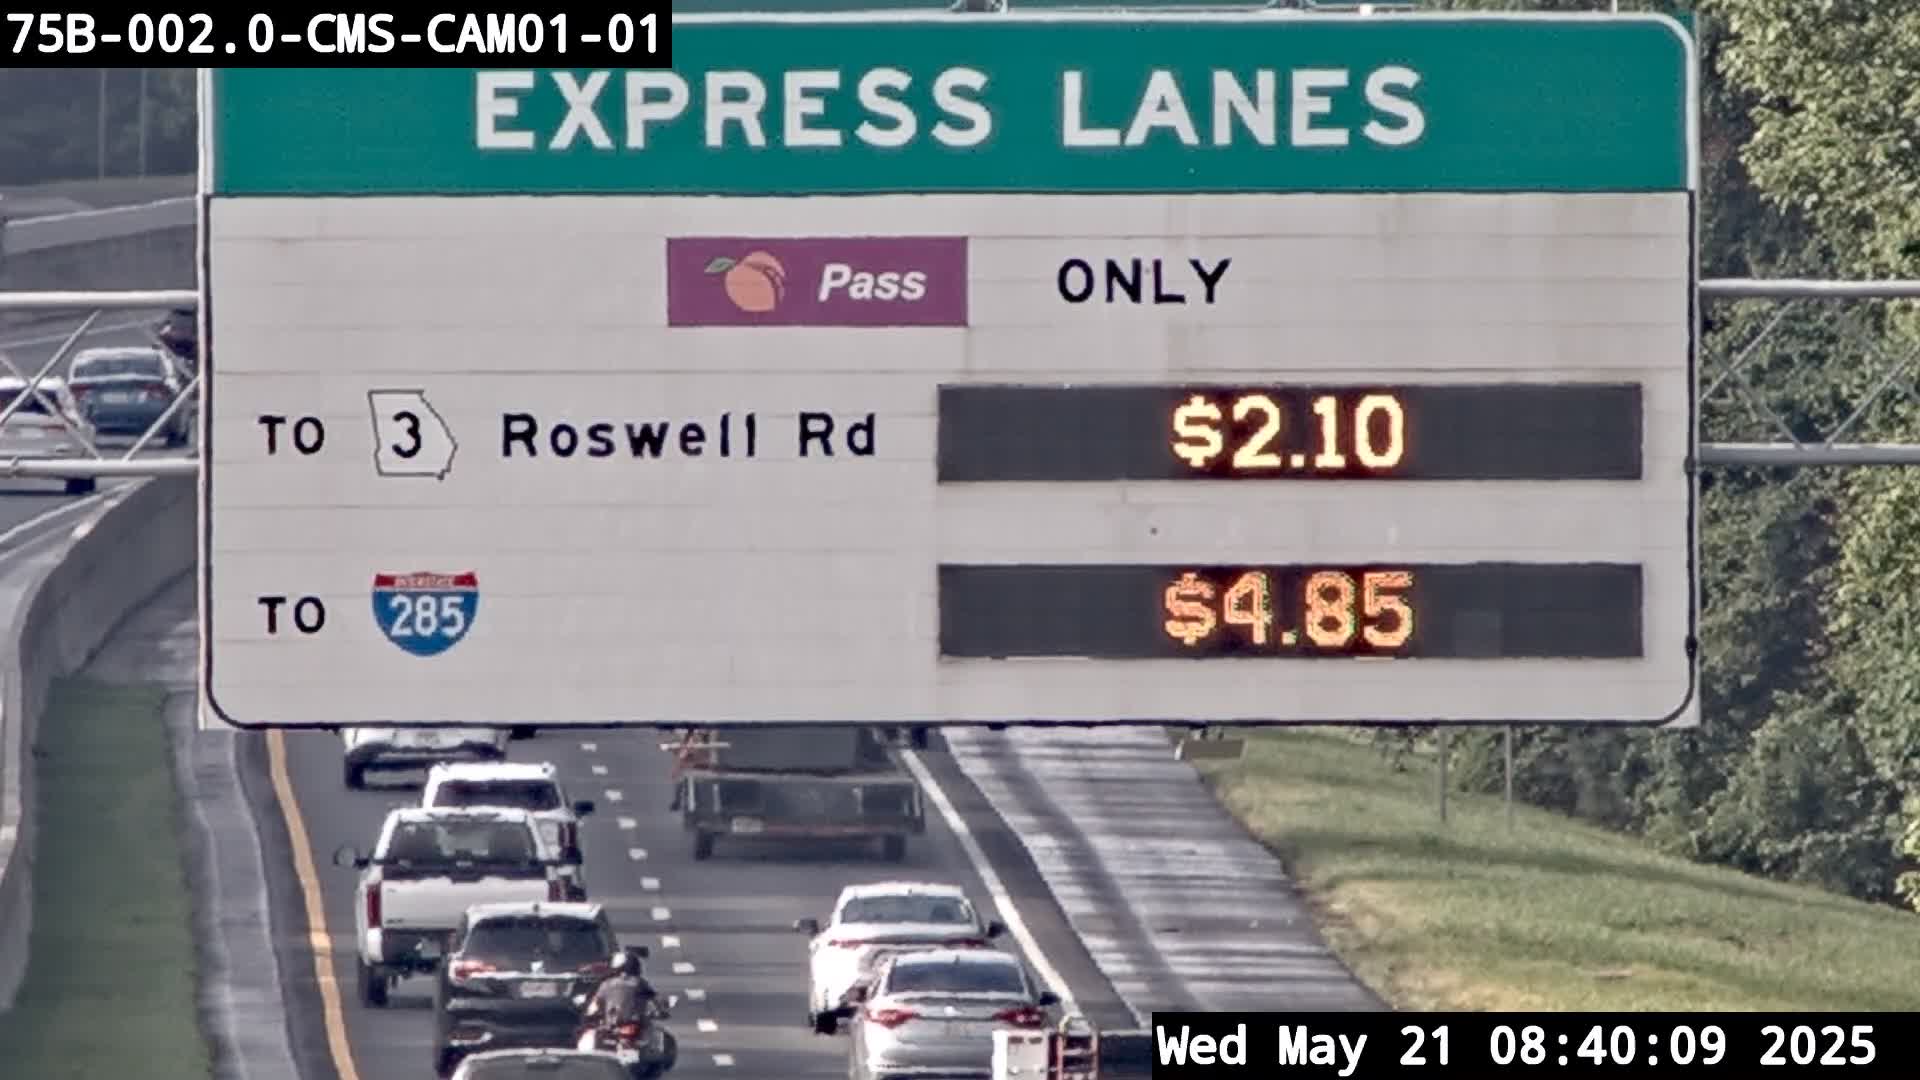 75B-002.0-CMS-CAM01-01
EXPRESS LANES
Pass ONLY
TO 3 Roswell Rd $2.10
TO INTERSTATE 285 $4.85
Wed May 21 08:40:09 2025